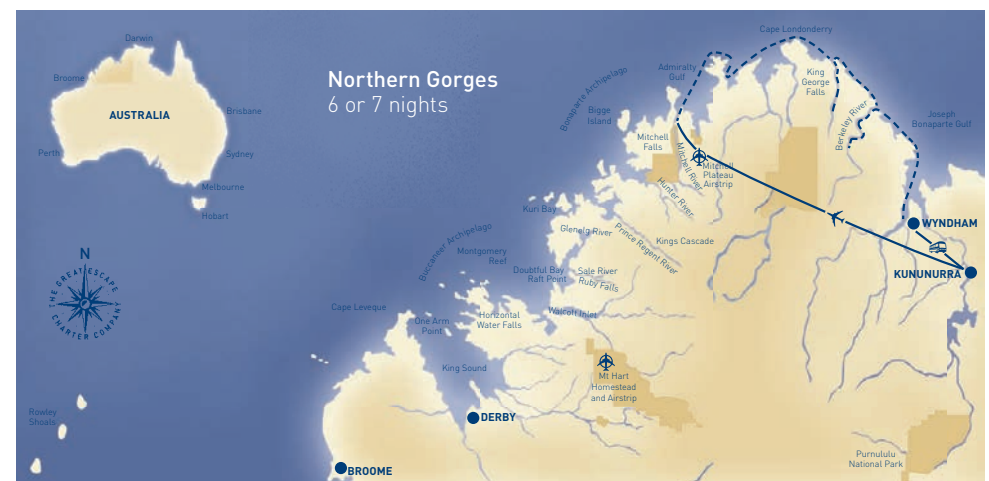 Northern Gorges
6 or 7 nights
Darwin
Broome
AUSTRALIA
Brisbane
Perth
Sydney
Melbourne
Hobart
N
THE GREAT ESCAPE
CHARTER COMPANY
Cape Londonderry
Admiralty
Gulf
King
George
Falls
Bonaparte Archipelago
Bigge
Island
Berkeley River
Joseph
Bonaparte Gulf
Mitchell
Falls
Mitchell River
Mitchell
Plateau
Airstrip
Hunter River
Kuri Bay
WYNDHAM
Glenelg River
Prince Regent River
Kings Cascade
Buccaneer Archipelago
Montgomery
Reef
KUNUNURRA
Doubtful Bay
Raft Point
Sale River
Ruby Falls
Cape Leveque
One Arm
Point
Horizontal
Water Falls
Walcott Inlet
King Sound
Mt Hart
Homestead
and Airstrip
Rowley
Shoals
DERBY
Purnululu
National Park
BROOME